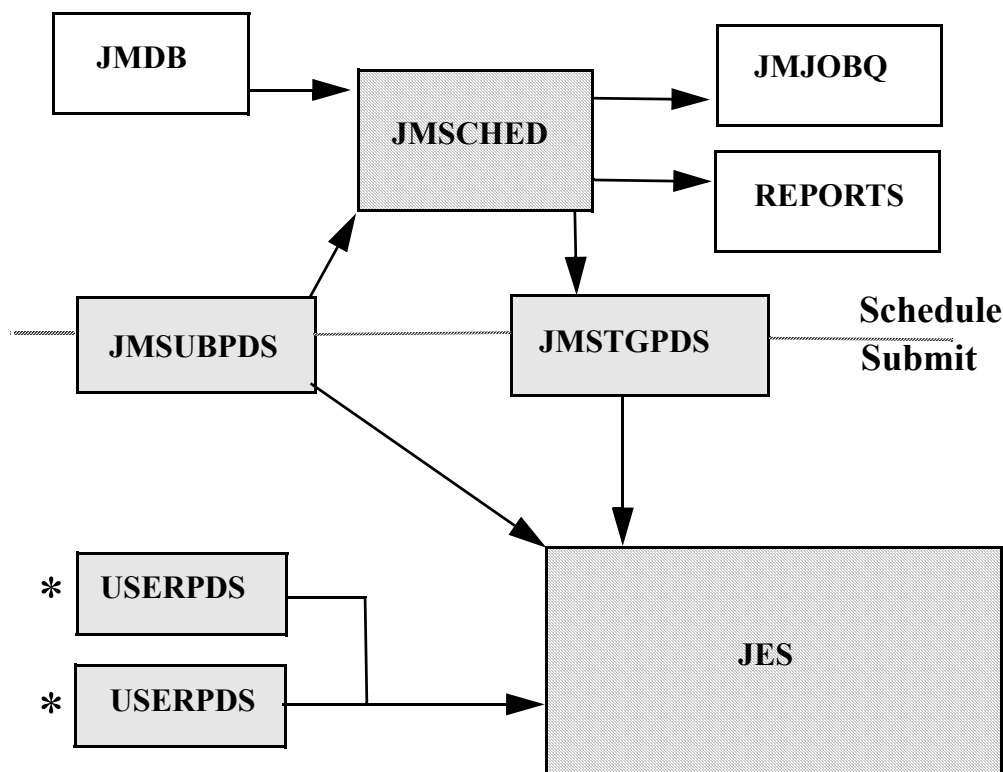 JMDB
JMJOBQ
JMSCHED
REPORTS
Schedule
JMSUBPDS
JMSTGPDS
Submit
* USERPDS
JES
* USERPDS